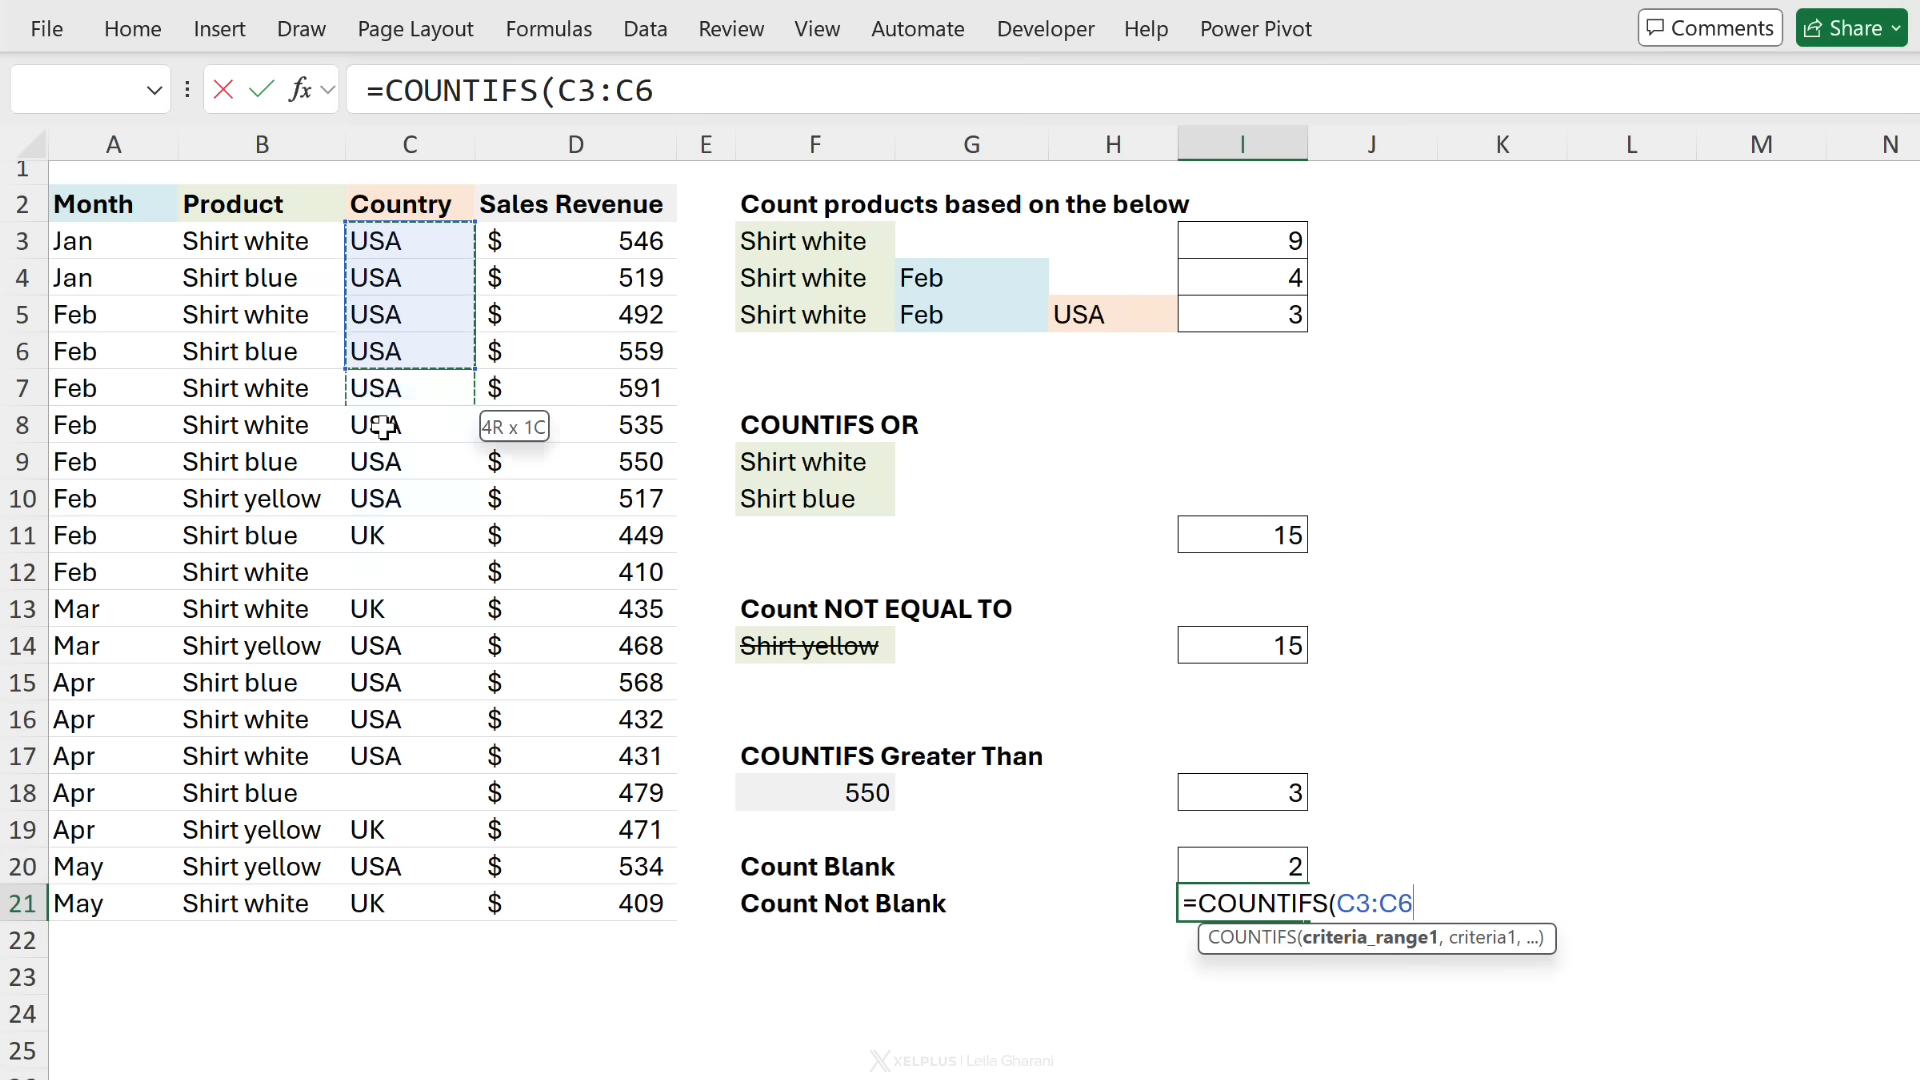 File Home Insert Draw Page Layout Formulas Data Review View Automate Developer Help Power Pivot Comments Share
fx =COUNTIFS(C3:C6
A B C D E F G H I J K L M N
1
2 Month Product Country Sales Revenue Count products based on the below
3 Jan Shirt white USA $ 546 Shirt white 9
4 Jan Shirt blue USA $ 519 Shirt white Feb 4
5 Feb Shirt white USA $ 492 Shirt white Feb USA 3
6 Feb Shirt blue USA $ 559
7 Feb Shirt white USA $ 591
8 Feb Shirt white USA 4R x 1C 535 COUNTIFS OR
9 Feb Shirt blue USA $ 550 Shirt white
10 Feb Shirt yellow USA $ 517 Shirt blue
11 Feb Shirt blue UK $ 449 15
12 Feb Shirt white $ 410
13 Mar Shirt white UK $ 435 Count NOT EQUAL TO
14 Mar Shirt yellow USA $ 468 Shirt yellow 15
15 Apr Shirt blue USA $ 568
16 Apr Shirt white USA $ 432
17 Apr Shirt white USA $ 431 COUNTIFS Greater Than
18 Apr Shirt blue $ 479 550 3
19 Apr Shirt yellow UK $ 471
20 May Shirt yellow USA $ 534 Count Blank 2
21 May Shirt white UK $ 409 Count Not Blank =COUNTIFS(C3:C6
22 COUNTIFS(criteria_range1, criteria1, ...)
23
24
25
XELPLUS | Leila Gharani